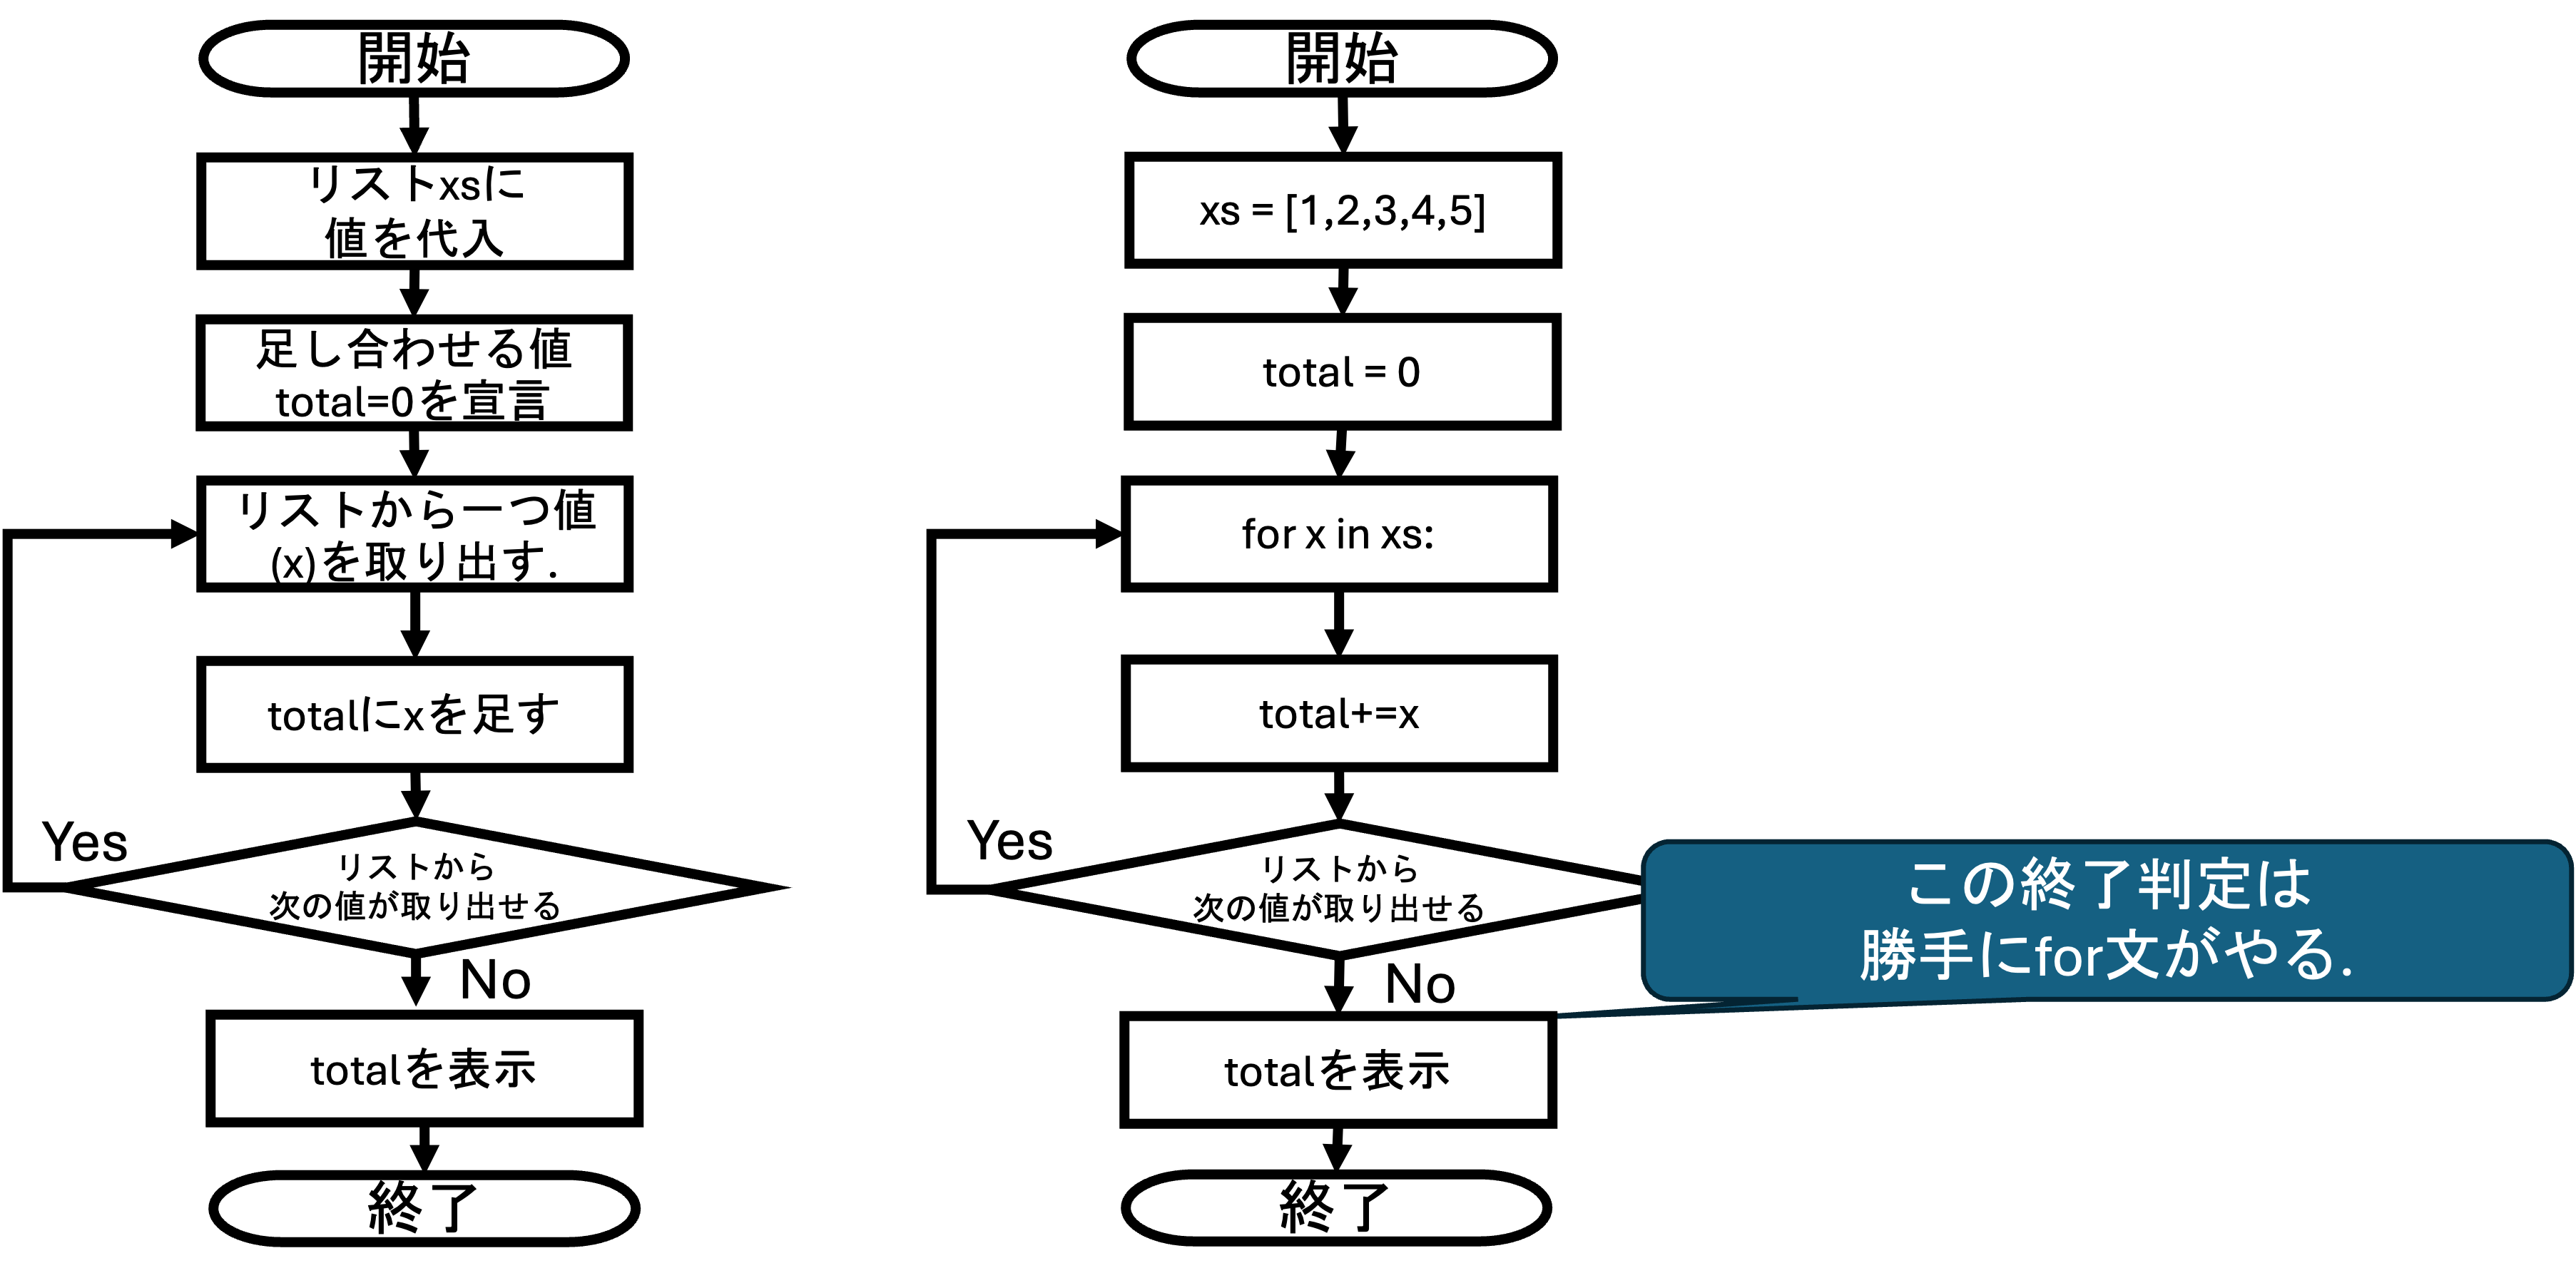 開始
リストxsに
値を代入
足し合わせる値
total=0を宣言
リストから一つ値
(x)を取り出す.
totalにxを足す
Yes
リストから
次の値が取り出せる
No
totalを表示
終了
開始
xs = [1,2,3,4,5]
total = 0
for x in xs:
total+=x
Yes
リストから
次の値が取り出せる
No
totalを表示
終了
この終了判定は
勝手にfor文がやる.